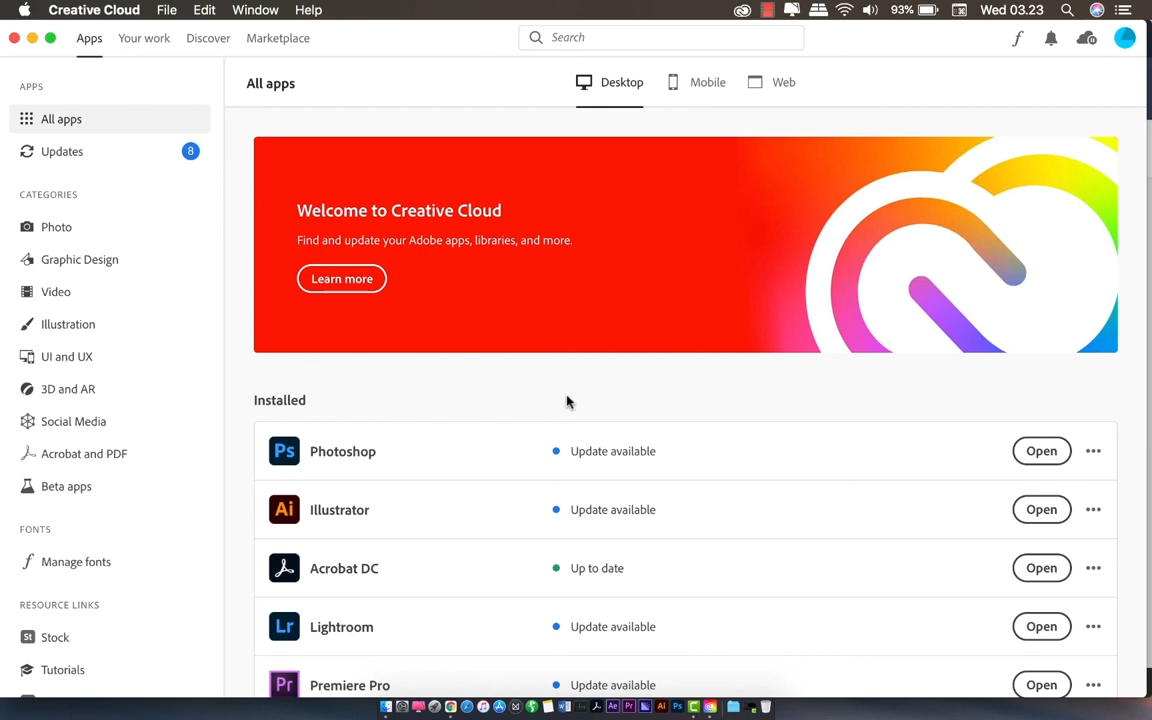 Creative Cloud File Edit Window Help 93% Wed 03.23
Apps Your work Discover Marketplace Search
APPS
All apps
Updates 8
CATEGORIES
Photo
Graphic Design
Video
Illustration
UI and UX
3D and AR
Social Media
Acrobat and PDF
Beta apps
FONTS
Manage fonts
RESOURCE LINKS
St Stock
Tutorials
All apps Desktop Mobile Web
Welcome to Creative Cloud
Find and update your Adobe apps, libraries, and more.
Learn more
Installed
Ps Photoshop Update available Open
Ai Illustrator Update available Open
Acrobat DC Up to date Open
Lr Lightroom Update available Open
Pr Premiere Pro Update available Open
Ae Pr Ai Ps